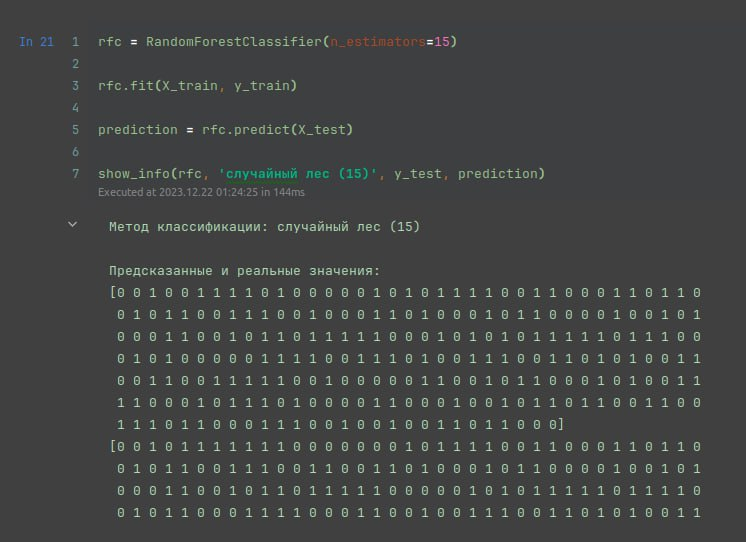 In 21 1 rfc = RandomForestClassifier(n_estimators=15)
2
3 rfc.fit(X_train, y_train)
4
5 prediction = rfc.predict(X_test)
6
7 show_info(rfc, 'случайный лес (15)', y_test, prediction)
Executed at 2023.12.22 01:24:25 in 144ms
Метод классификации: случайный лес (15)
Предсказанные и реальные значения:
[0 0 1 0 0 1 1 1 1 0 1 0 0 0 0 0 1 0 1 0 1 1 1 1 0 0 1 1 0 0 0 1 1 0 1 1 0
0 1 0 1 1 0 0 1 1 1 0 0 1 0 0 0 1 1 0 1 0 0 0 1 0 1 1 0 0 0 0 1 0 0 1 0 1
0 0 0 1 1 0 0 1 0 1 1 0 1 1 1 1 1 0 0 0 1 0 1 0 1 0 1 1 1 1 1 0 1 1 1 0 0
0 1 0 1 0 0 0 0 0 1 1 1 1 0 0 1 1 1 0 1 0 0 1 1 1 0 0 1 1 0 1 0 1 0 0 1 1
0 0 1 1 0 0 1 1 1 1 1 1 0 0 1 0 0 0 0 0 1 1 0 0 1 0 1 1 0 0 0 1 0 1 0 0 1 1
1 1 0 0 0 1 0 1 1 1 0 1 0 0 0 0 1 1 0 0 0 1 0 0 1 0 1 1 0 1 1 0 0 1 1 0 0
1 1 1 0 1 1 0 0 0 1 1 1 0 0 1 0 0 1 0 0 1 1 0 1 1 0 0 0]
[0 0 1 0 1 1 1 1 1 1 1 0 0 0 0 0 0 0 1 0 1 1 1 1 0 0 1 1 0 0 0 1 1 0 1 1 0
0 1 0 1 1 0 0 1 1 1 0 0 1 1 0 0 1 1 0 1 0 0 0 1 0 1 1 0 0 0 0 1 0 0 1 0 1
0 0 0 1 1 0 0 1 0 1 1 0 1 1 1 1 1 1 0 0 0 0 0 1 0 1 0 1 1 1 1 1 0 1 1 1 1 0
0 1 0 1 1 0 0 0 1 1 1 1 0 0 0 1 1 0 0 1 0 0 1 1 1 0 0 1 1 0 1 0 1 0 0 1 1